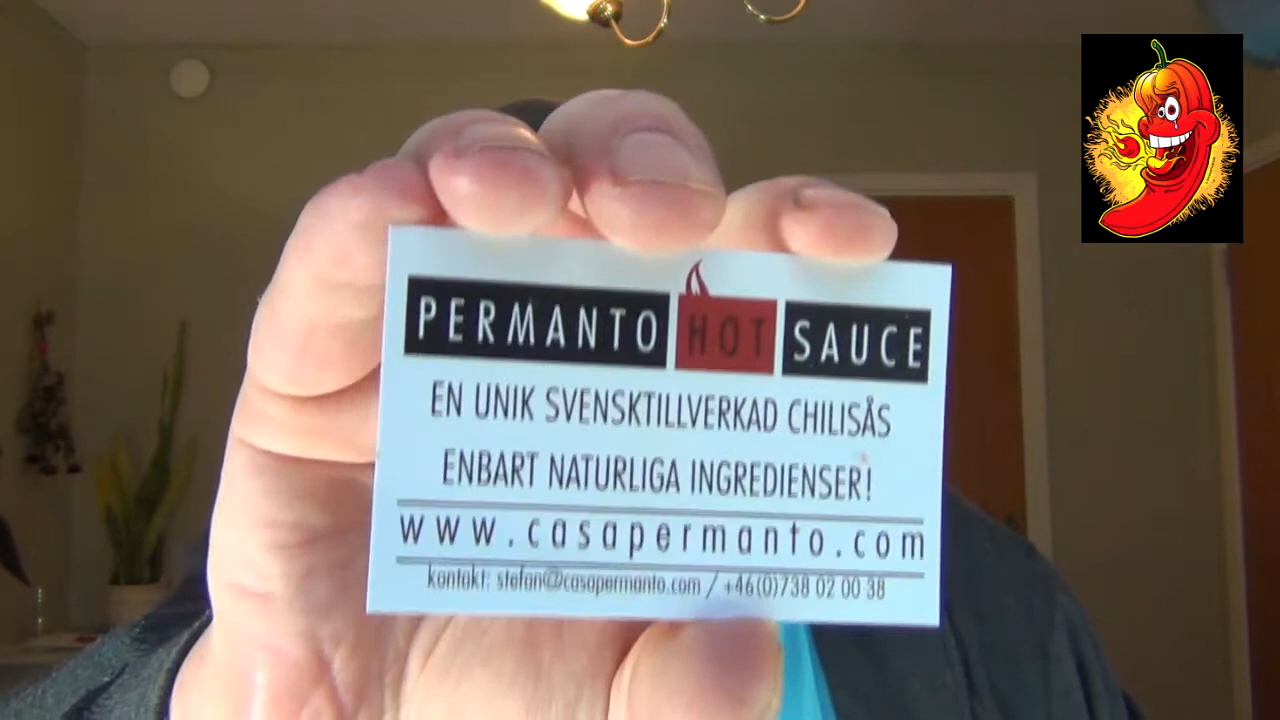 PERMANTO HOT SAUCE
EN UNIK SVENSKTILLVERKAD CHILISÅS
ENBART NATURLIGA INGREDIENSER!
www.casapermanto.com
kontakt: stefan@casapermanto.com / +46(0)738 02 00 38